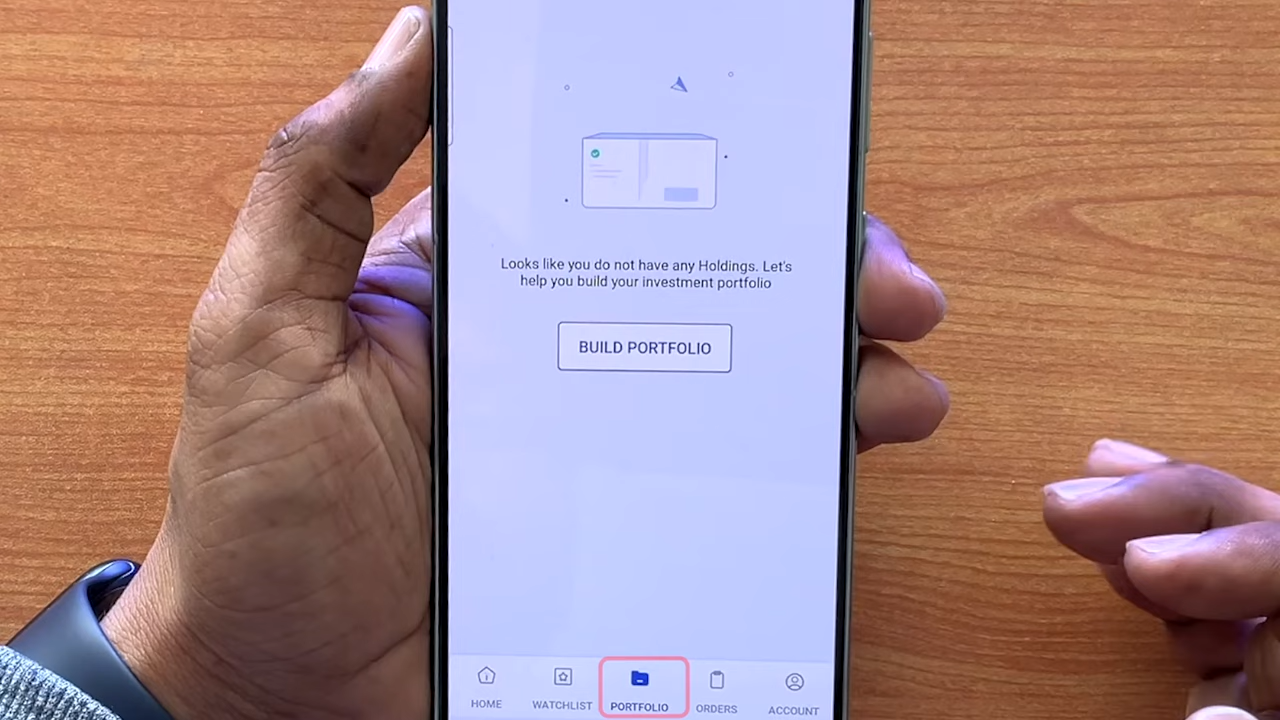 Looks like you do not have any Holdings. Let's
help you build your investment portfolio
BUILD PORTFOLIO
HOME
WATCHLIST
PORTFOLIO
ORDERS
ACCOUNT